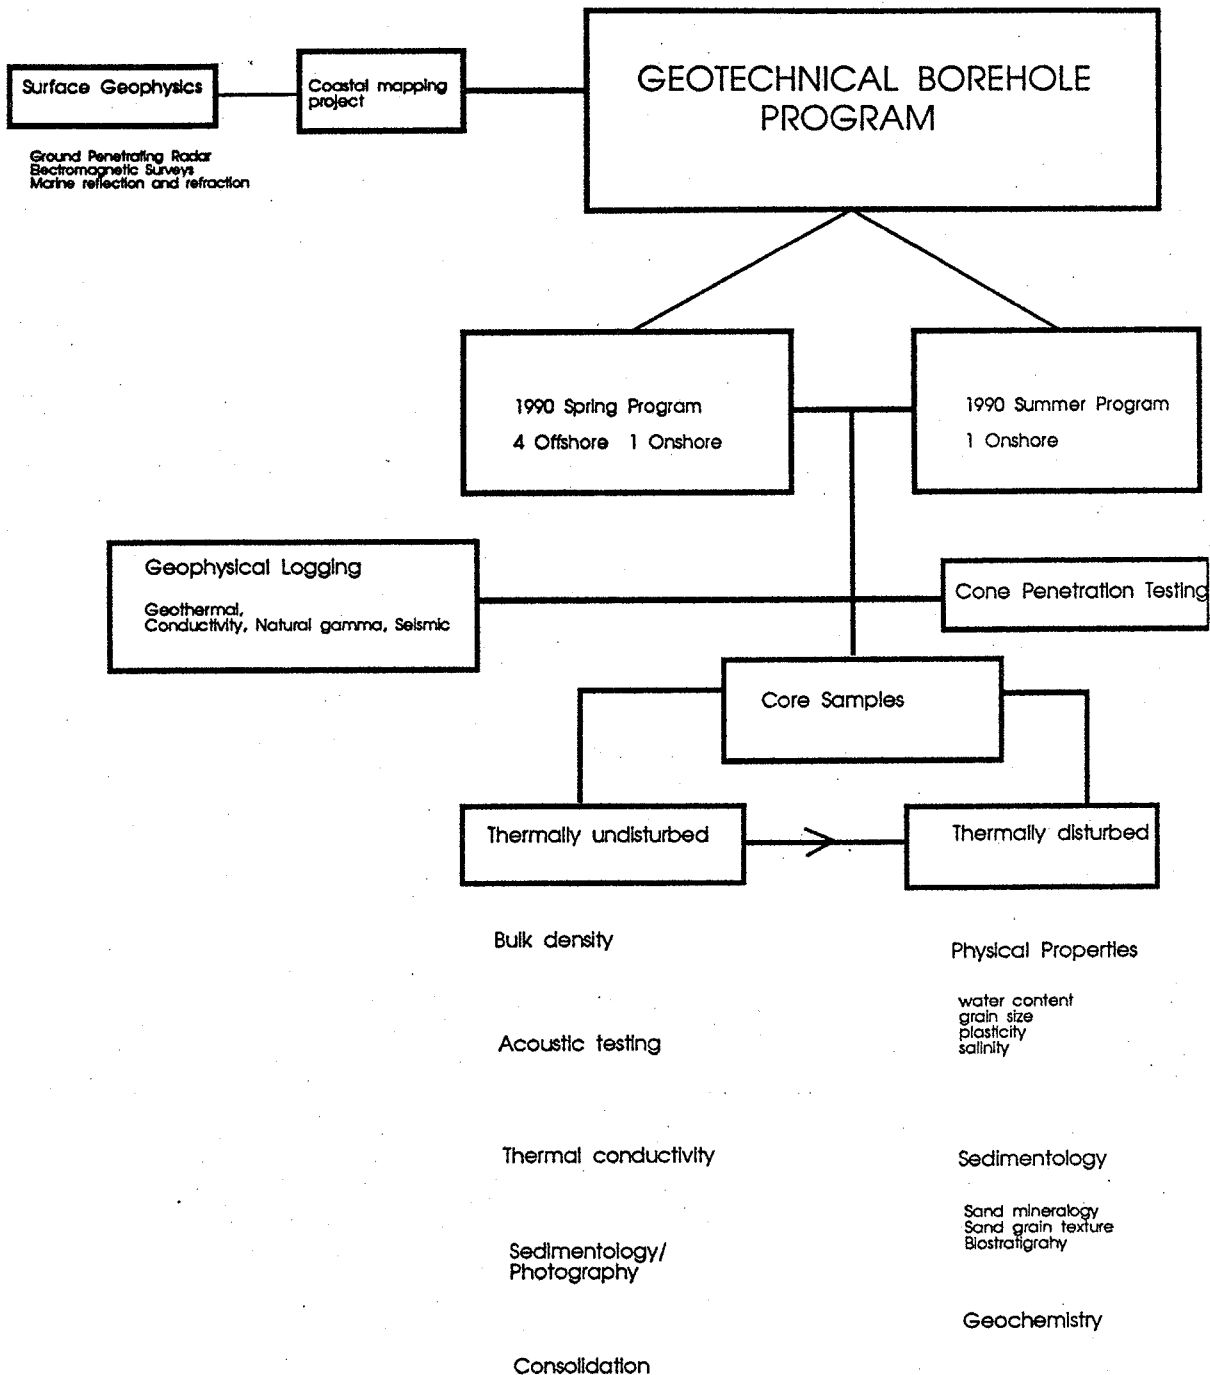 GEOTECHNICAL BOREHOLE
PROGRAM
Surface Geophysics
Coastal mapping
project
Ground Penetrating Radar
Electromagnetic Surveys
Marine reflection and refraction
1990 Spring Program
4 Offshore 1 Onshore
1990 Summer Program
1 Onshore
Geophysical Logging
Geothermal,
Conductivity, Natural gamma, Seismic
Cone Penetration Testing
Core Samples
Thermally undisturbed
Thermally disturbed
Bulk density
Acoustic testing
Thermal conductivity
Sedimentology/
Photography
Consolidation
Physical Properties
water content
grain size
plasticity
salinity
Sedimentology
Sand mineralogy
Sand grain texture
Biostratigrahy
Geochemistry